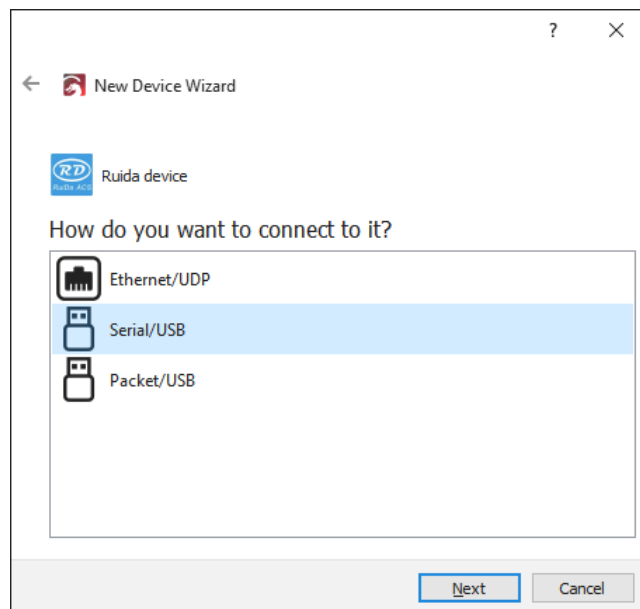 ?
New Device Wizard
RD
RuiDa ACS
Ruida device
How do you want to connect to it?
Ethernet/UDP
Serial/USB
Packet/USB
Next
Cancel